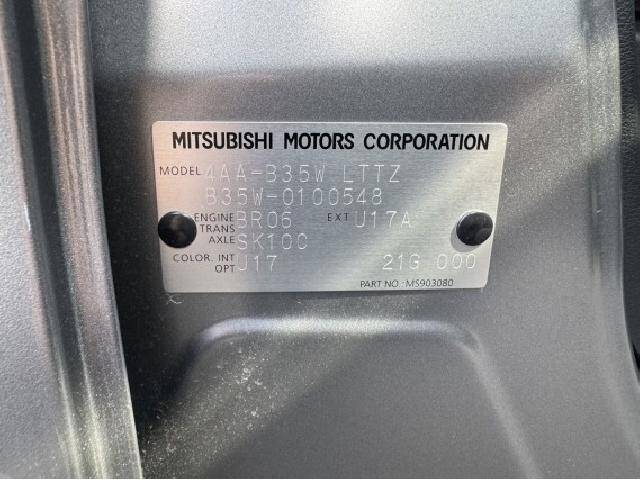 MITSUBISHI MOTORS CORPORATION
MODEL 4AA-B35W LTTZ
B35W-0100548
ENGINE BR06 EXT U17A
TRANS AXLE SK10C
COLOR, INT OPT J17 21G 000
PART NO.: MS903080